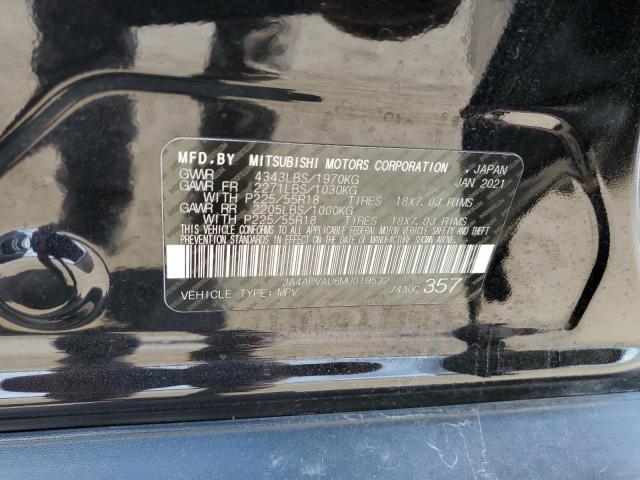 MFD.BY MITSUBISHI MOTORS CORPORATION , JAPAN
GVWR 4343LBS/1970KG JAN 2021
GAWR FR 2271LBS/1030KG
WITH P225/55R18 TIRES 18X7.0J RIMS
GAWR RR 2205LBS/1000KG
WITH P225/55R18 TIRES 18X7.0J RIMS
THIS VEHICLE CONFORMS TO ALL APPLICABLE FEDERAL MOTOR VEHICLE SAFETY AND THEFT
PREVENTION STANDARDS IN EFFECT ON THE DATE OF MANUFACTURE SHOWN ABOVE.
JA4APVAU6MU019532
VEHICLE TYPE: MPV 7430C 357